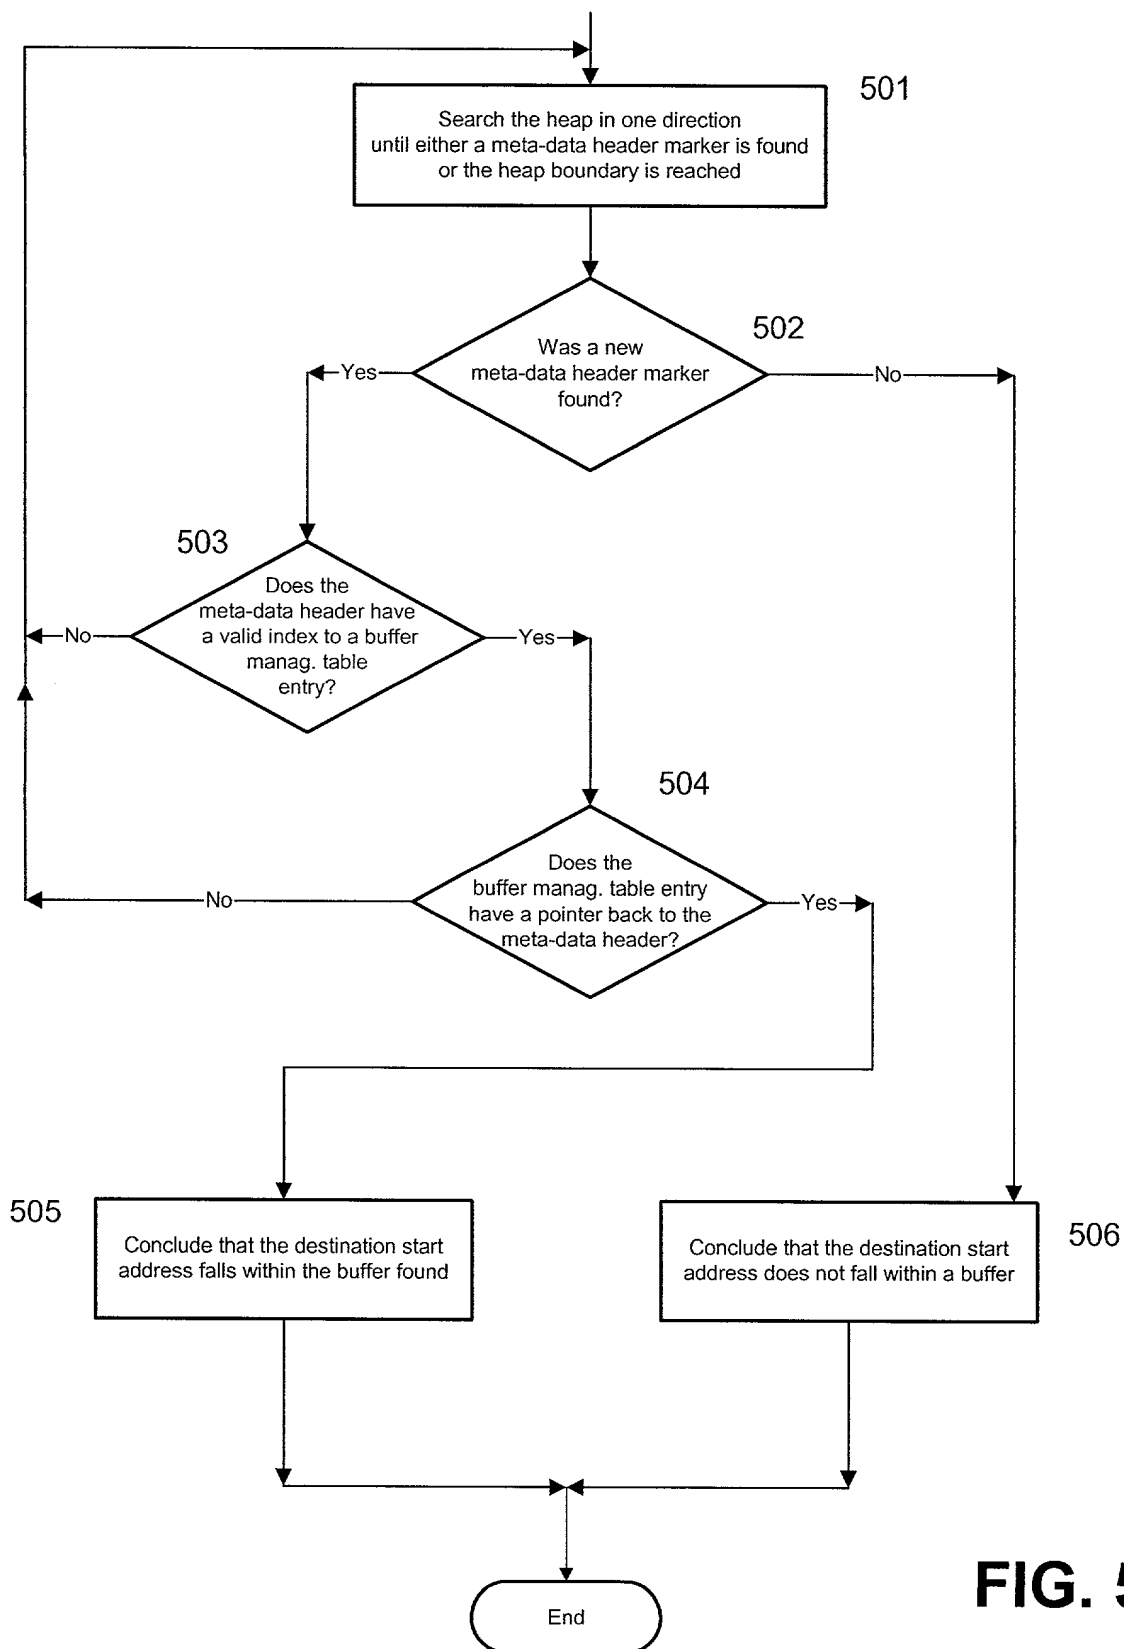 501
Search the heap in one direction
until either a meta-data header marker is found
or the heap boundary is reached
502
Was a new
meta-data header marker
found?
Yes
No
503
Does the
meta-data header have
a valid index to a buffer
manag. table
entry?
No
Yes
504
Does the
buffer manag. table entry
have a pointer back to the
meta-data header?
No
Yes
505
Conclude that the destination start
address falls within the buffer found
506
Conclude that the destination start
address does not fall within a buffer
End
FIG. 5